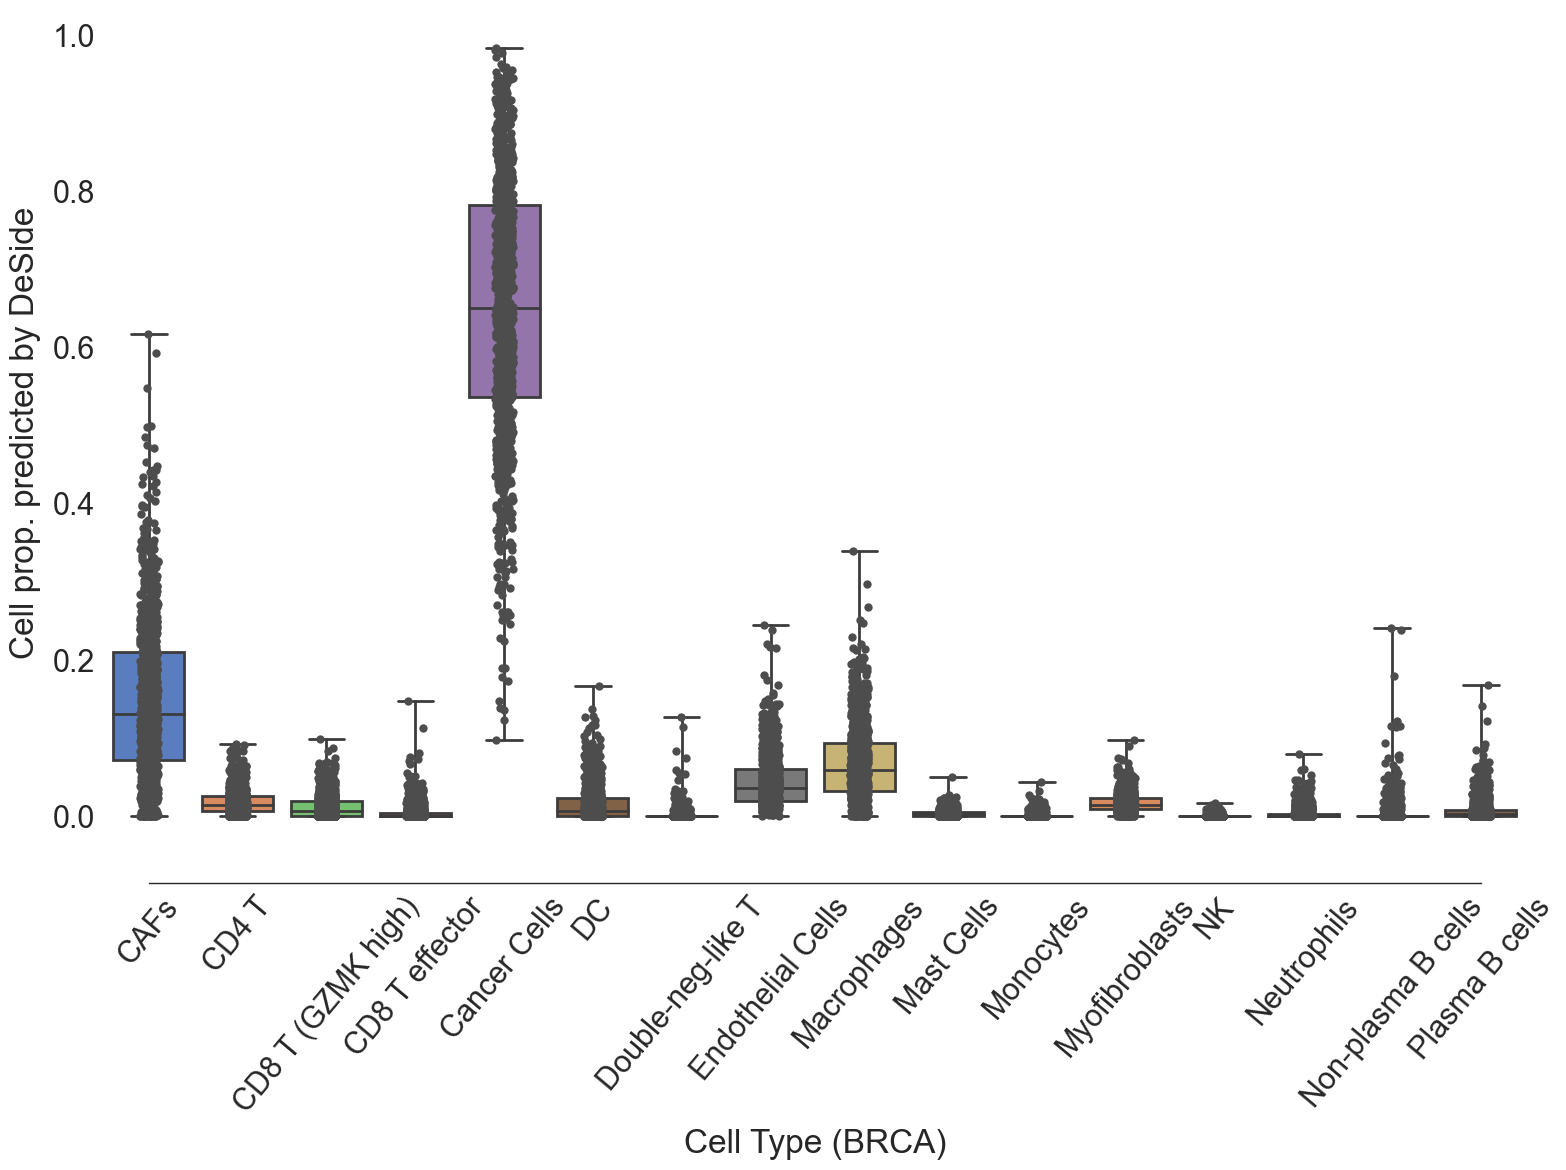 1.0
0.8
0.6
0.4
0.2
0.0
Cell prop. predicted by DeSide
CAFs
CD4 T
CD8 T (GZMK high)
CD8 T effector
Cancer Cells
DC
Double-neg-like T
Endothelial Cells
Macrophages
Mast Cells
Monocytes
Myofibroblasts
NK
Neutrophils
Non-plasma B cells
Plasma B cells
Cell Type (BRCA)